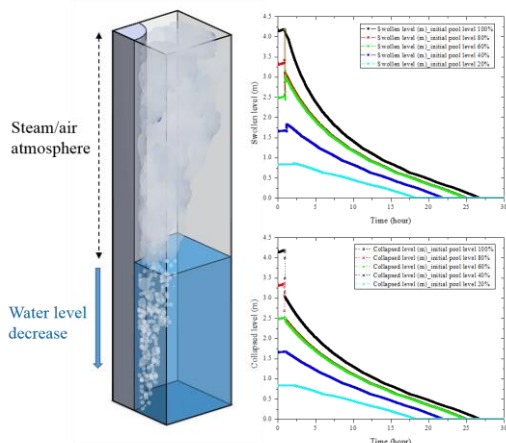 Steam/air
atmosphere
Water level
decrease
Swollen level (m)
4.5
4.0
3.5
3.0
2.5
2.0
1.5
1.0
0.5
0.0
Swollen level (m)_initial pool level 100%
Swollen level (m)_initial pool level 80%
Swollen level (m)_initial pool level 60%
Swollen level (m)_initial pool level 40%
Swollen level (m)_initial pool level 20%
0 5 10 15 20 25 30
Time (hour)
Collapsed level (m)
4.5
4.0
3.5
3.0
2.5
2.0
1.5
1.0
0.5
0.0
Collapsed level (m)_initial pool level 100%
Collapsed level (m)_initial pool level 80%
Collapsed level (m)_initial pool level 60%
Collapsed level (m)_initial pool level 40%
Collapsed level (m)_initial pool level 20%
0 5 10 15 20 25 30
Time (hour)